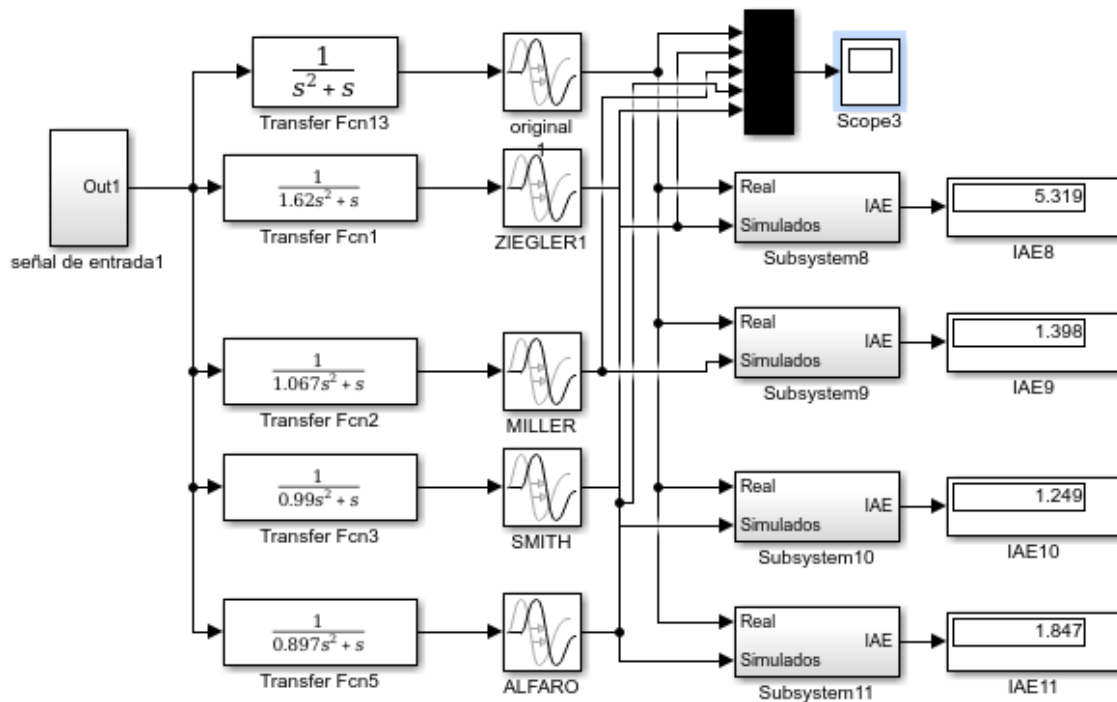 1
s² + s
Transfer Fcn13
original
1
Scope3
Out1
señal de entrada1
1
1.62s² + s
Transfer Fcn1
ZIEGLER1
Real
Simulados
IAE
Subsystem8
5.319
IAE8
1
1.067s² + s
Transfer Fcn2
MILLER
Real
Simulados
IAE
Subsystem9
1.398
IAE9
1
0.99s² + s
Transfer Fcn3
SMITH
Real
Simulados
IAE
Subsystem10
1.249
IAE10
1
0.897s² + s
Transfer Fcn5
ALFARO
Real
Simulados
IAE
Subsystem11
1.847
IAE11